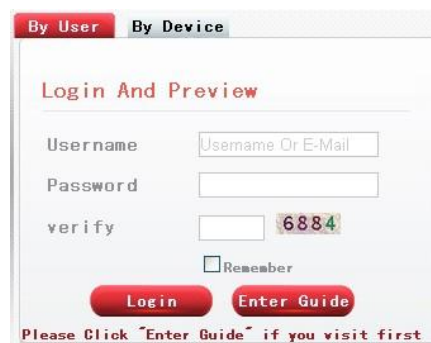 By User By Device
Login And Preview
Username Username Or E-Mail
Password
verify 6884
Remember
Login Enter Guide
Please Click "Enter Guide" if you visit first